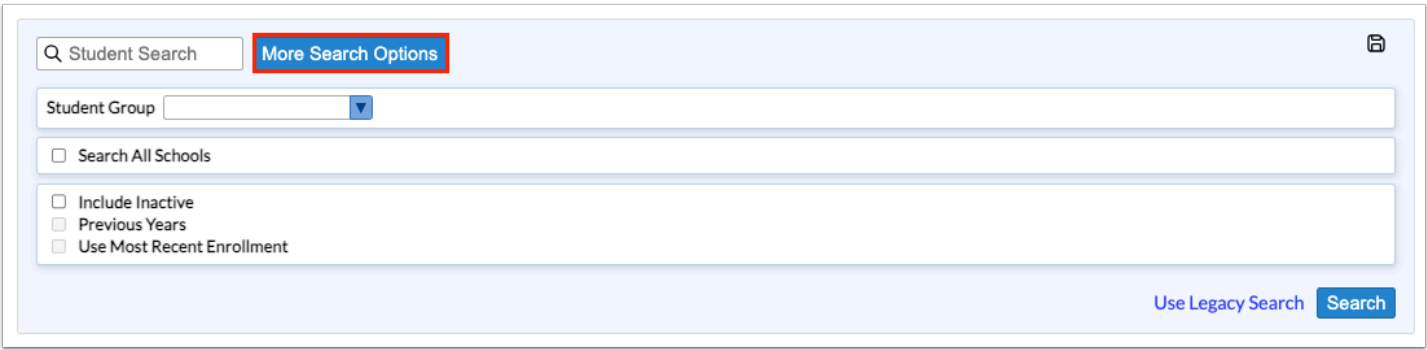 Student Search More Search Options
Student Group
Search All Schools
Include Inactive
Previous Years
Use Most Recent Enrollment
Use Legacy Search Search